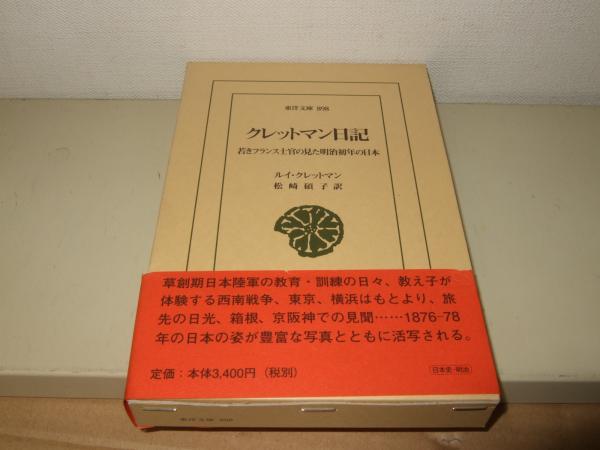 東洋文庫 898
クレットマン日記
若きフランス士官の見た明治初年の日本
ルイ・クレットマン
松崎碩子訳
草創期日本陸軍の教育・訓練の日々、教え子が
体験する西南戦争、東京、横浜はもとより、旅
先の日光、箱根、京阪神での見聞……1876-78
年の日本の姿が豊富な写真とともに活写される。
定価：本体3,400円（税別）
日本史・明治
東洋文庫 898